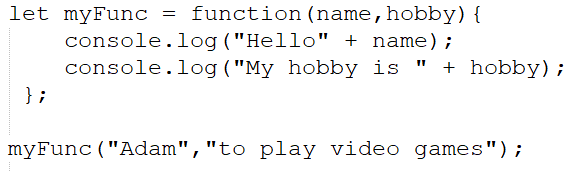 let myFunc = function(name,hobby){
    console.log("Hello" + name);
    console.log("My hobby is " + hobby);
 };
myFunc("Adam","to play video games");